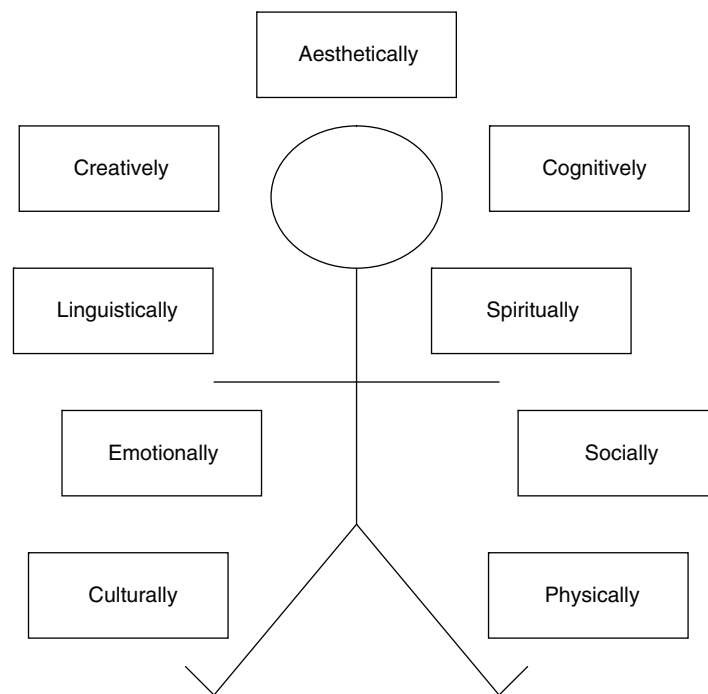 Aesthetically
Creatively
Cognitively
Linguistically
Spiritually
Emotionally
Socially
Culturally
Physically